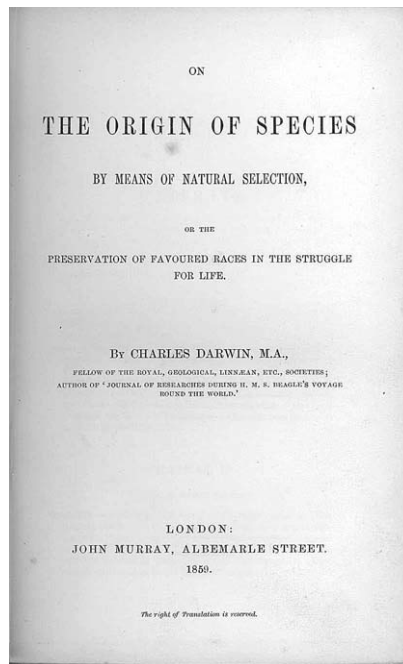 ON
THE ORIGIN OF SPECIES
BY MEANS OF NATURAL SELECTION,
OR THE
PRESERVATION OF FAVOURED RACES IN THE STRUGGLE
FOR LIFE.
BY CHARLES DARWIN, M.A.,
FELLOW OF THE ROYAL, GEOLOGICAL, LINNÆAN, ETC., SOCIETIES;
AUTHOR OF 'JOURNAL OF RESEARCHES DURING H. M. S. BEAGLE'S VOYAGE
ROUND THE WORLD.'
LONDON:
JOHN MURRAY, ALBEMARLE STREET.
1859.
The right of Translation is reserved.